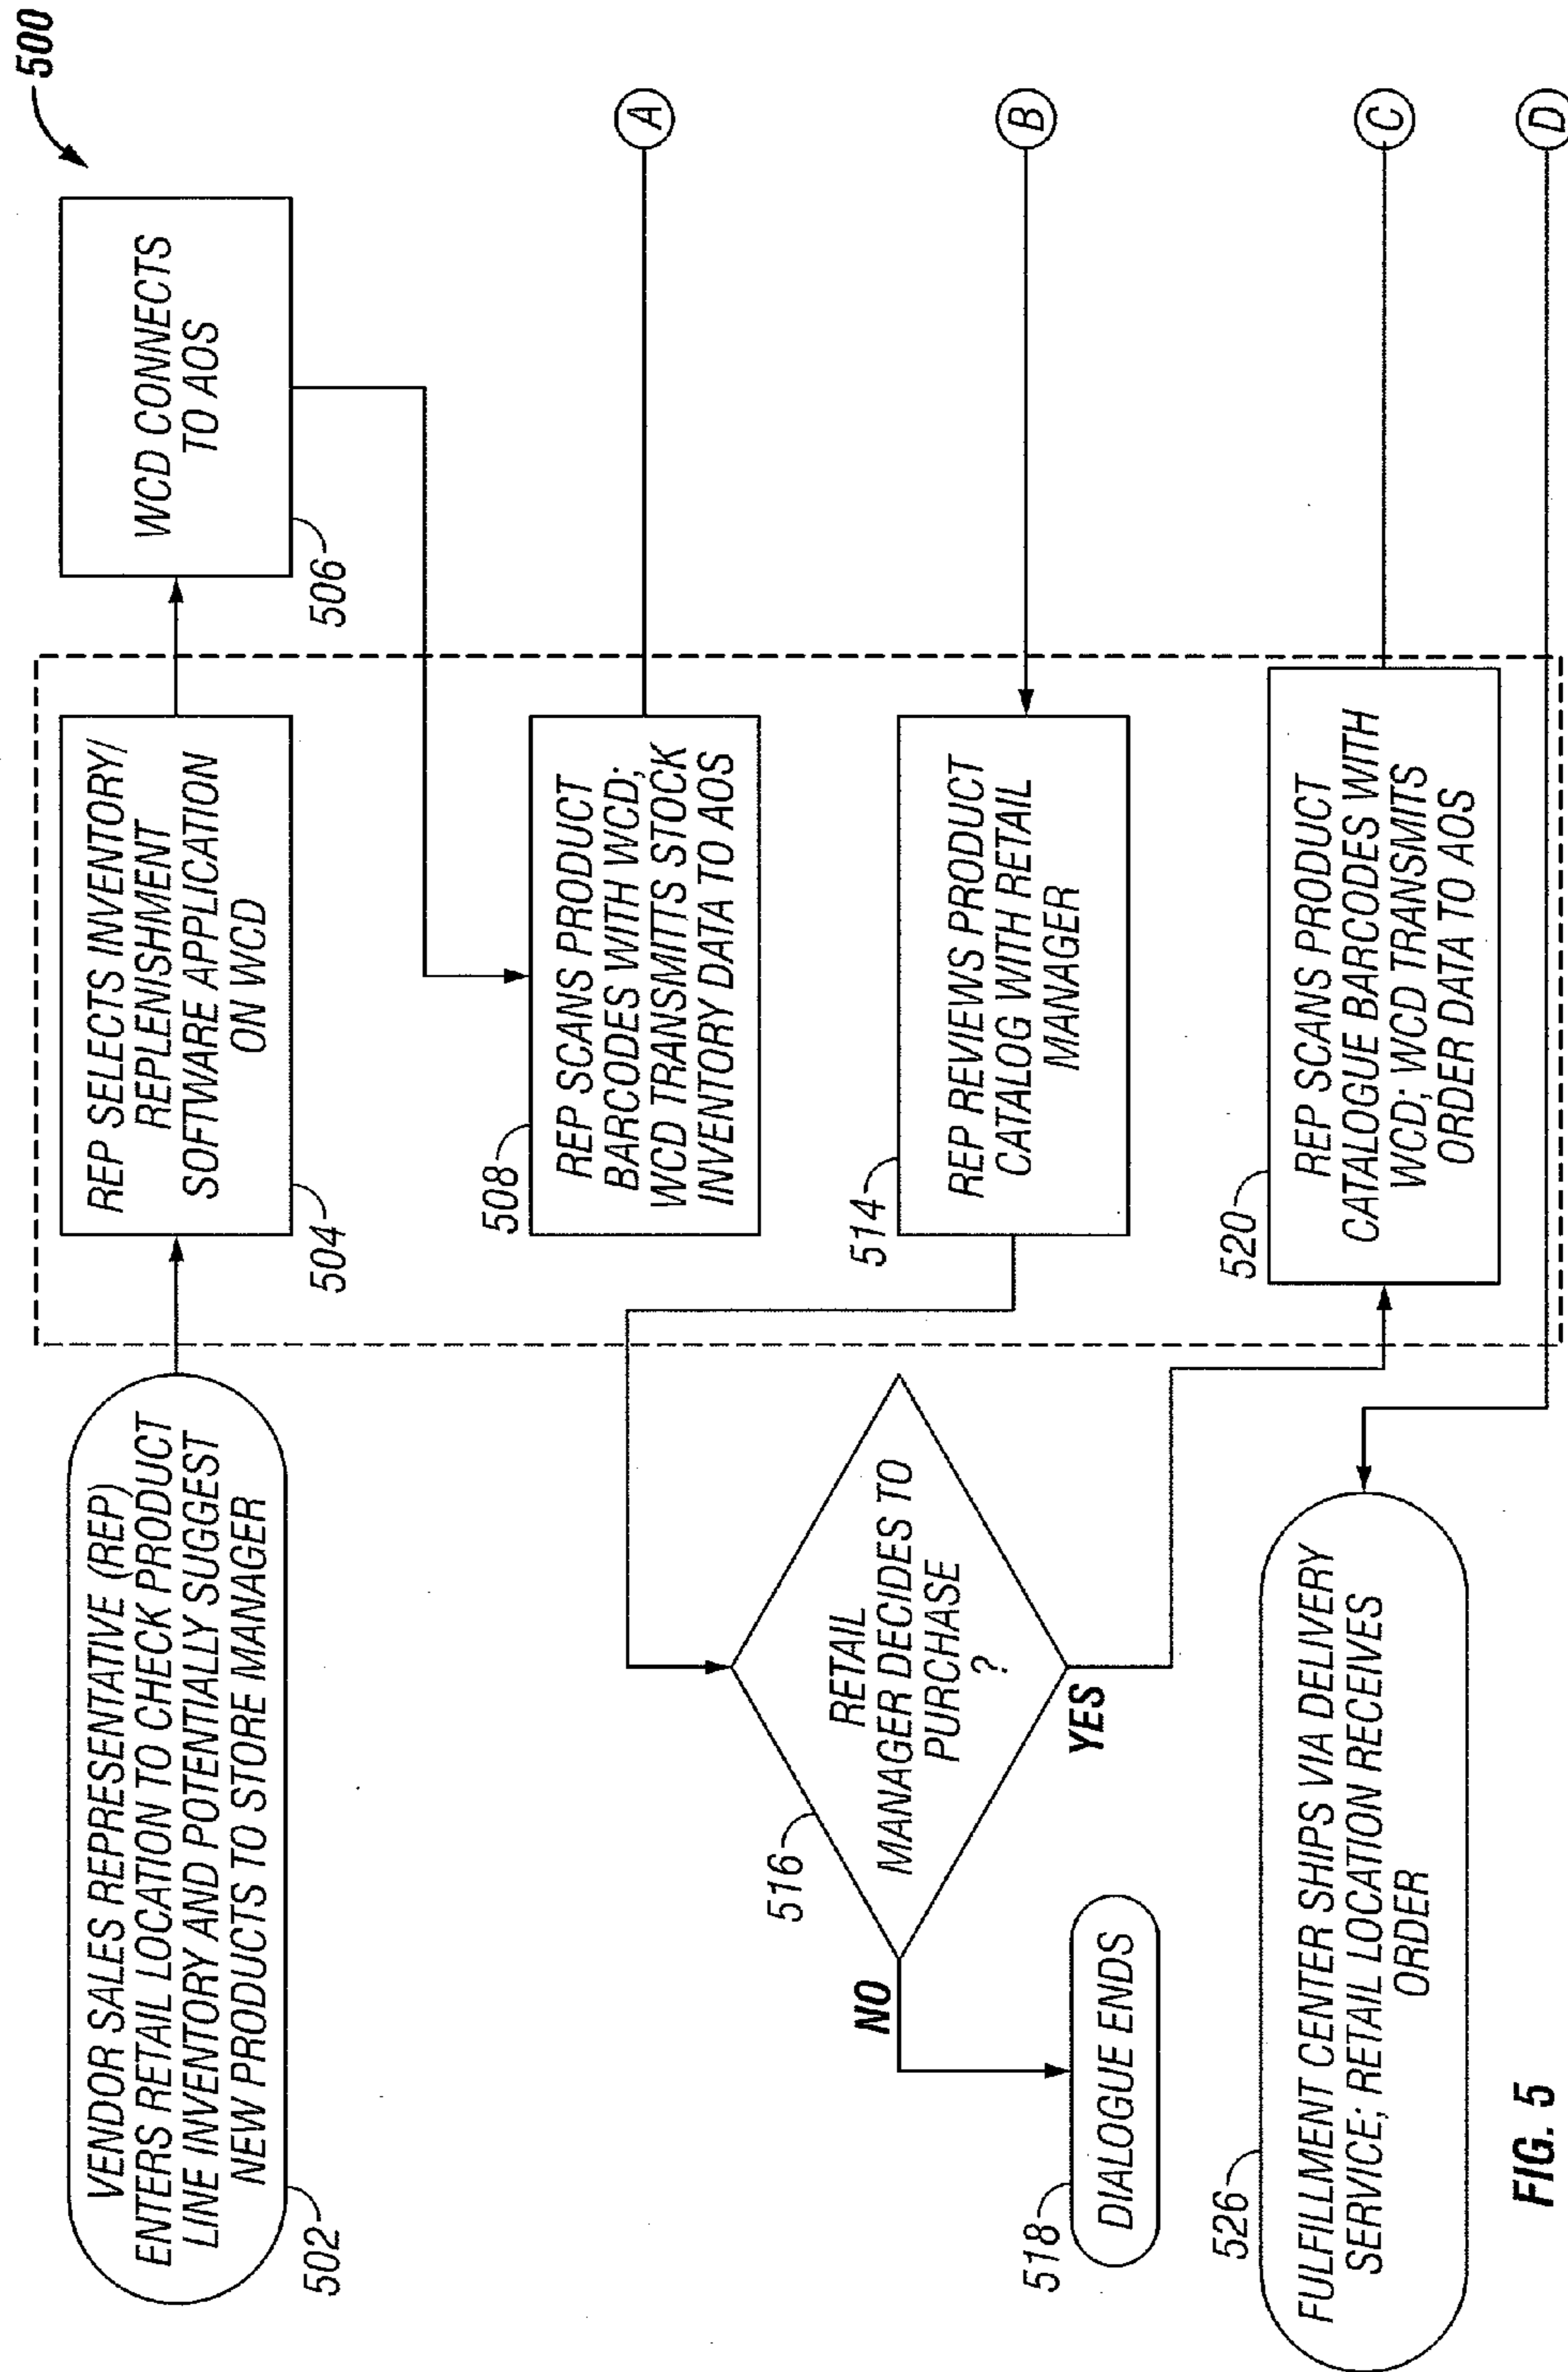 500
VENDOR SALES REPRESENTATIVE (REP)
ENTERS RETAIL LOCATION TO CHECK PRODUCT
LINE INVENTORY AND POTENTIALLY SUGGEST
NEW PRODUCTS TO STORE MANAGER
502
REP SELECTS INVENTORY/
REPLENISHMENT
SOFTWARE APPLICATION
ON WCD
504
WCD CONNECTS
TO AOS
506
508
REP SCANS PRODUCT
BARCODES WITH WCD;
WCD TRANSMITTS STOCK
INVENTORY DATA TO AOS
A
514
REP REVIEWS PRODUCT
CATALOG WITH RETAIL
MANAGER
B
516
RETAIL
MANAGER DECIDES TO
PURCHASE
?
NO
YES
518
DIALOGUE ENDS
520
REP SCANS PRODUCT
CATALOGUE BARCODES WITH
WCD; WCD TRANSMITS
ORDER DATA TO AOS
C
526
FULFILLMENT CENTER SHIPS VIA DELIVERY
SERVICE; RETAIL LOCATION RECEIVES
ORDER
D
FIG. 5